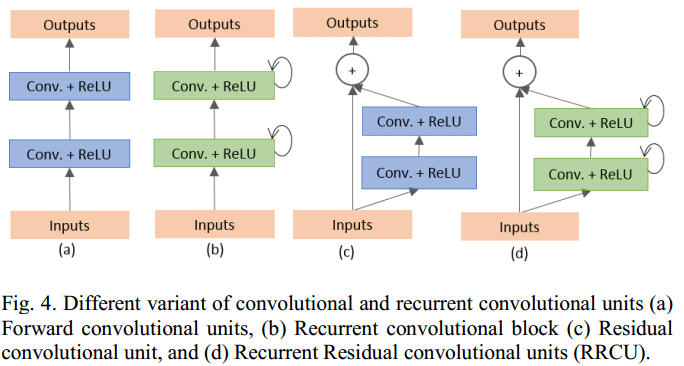 Outputs
Conv. + ReLU
Conv. + ReLU
Inputs
(a)
Outputs
Conv. + ReLU
Conv. + ReLU
Inputs
(b)
Outputs
+
Conv. + ReLU
Conv. + ReLU
Inputs
(c)
Outputs
+
Conv. + ReLU
Conv. + ReLU
Inputs
(d)
Fig. 4. Different variant of convolutional and recurrent convolutional units (a)
Forward convolutional units, (b) Recurrent convolutional block (c) Residual
convolutional unit, and (d) Recurrent Residual convolutional units (RRCU).